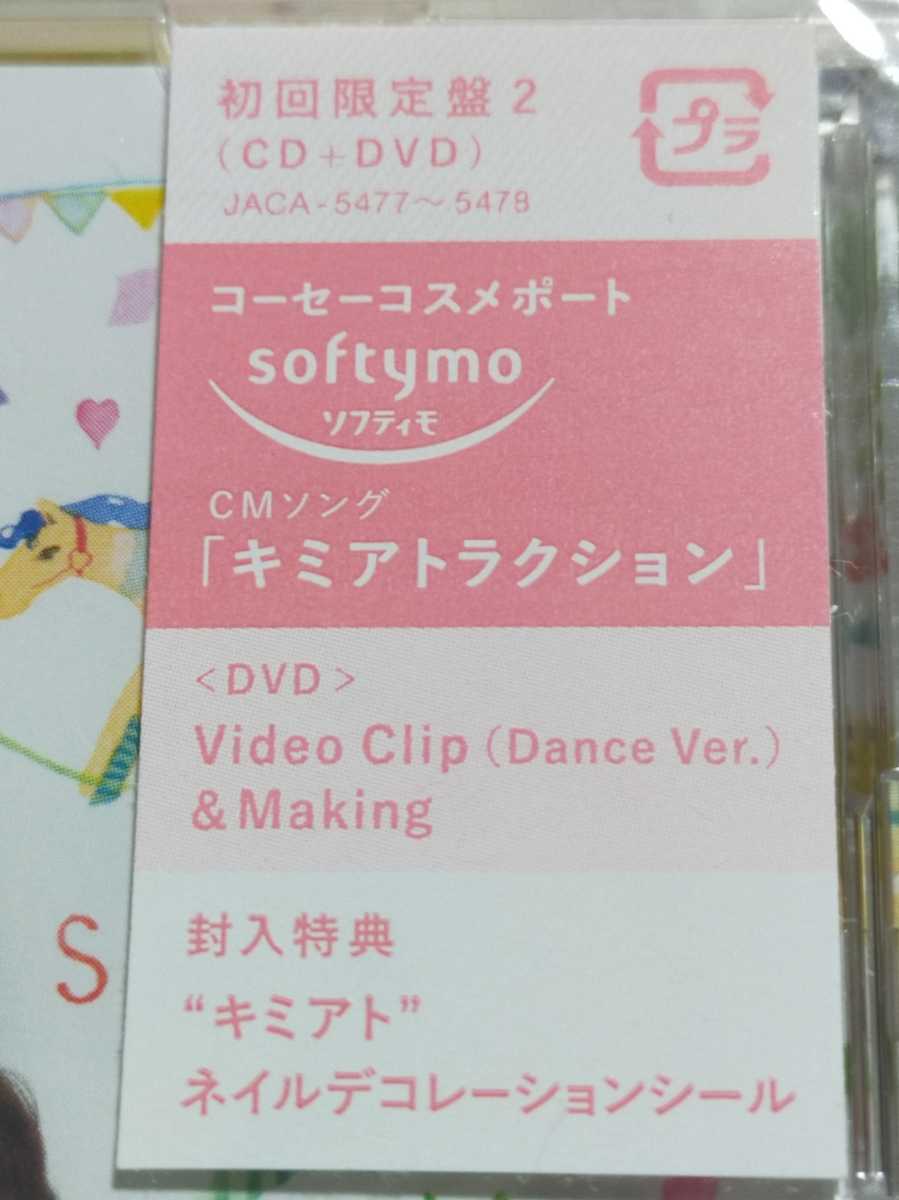 初回限定盤2
(CD+DVD)
JACA-5477〜5478
プラ
コーセーコスメポート
softymo
ソフティモ
CMソング
「キミアトラクション」
<DVD>
Video Clip (Dance Ver.)
&Making
S
封入特典
“キミアト”
ネイルデコレーションシール